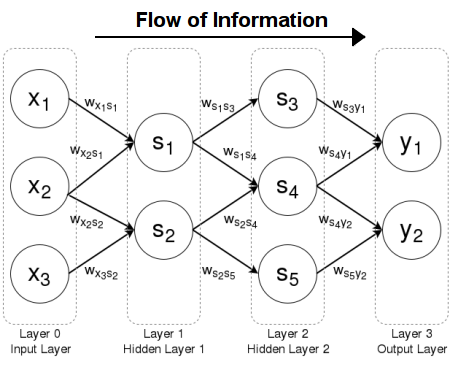 Flow of Information
x1
x2
x3
s1
s2
s3
s4
s5
y1
y2
wx1s1
wx2s1
wx2s2
wx3s2
ws1s3
ws1s4
ws2s4
ws2s5
ws3y1
ws4y1
ws4y2
ws5y2
Layer 0
Input Layer
Layer 1
Hidden Layer 1
Layer 2
Hidden Layer 2
Layer 3
Output Layer